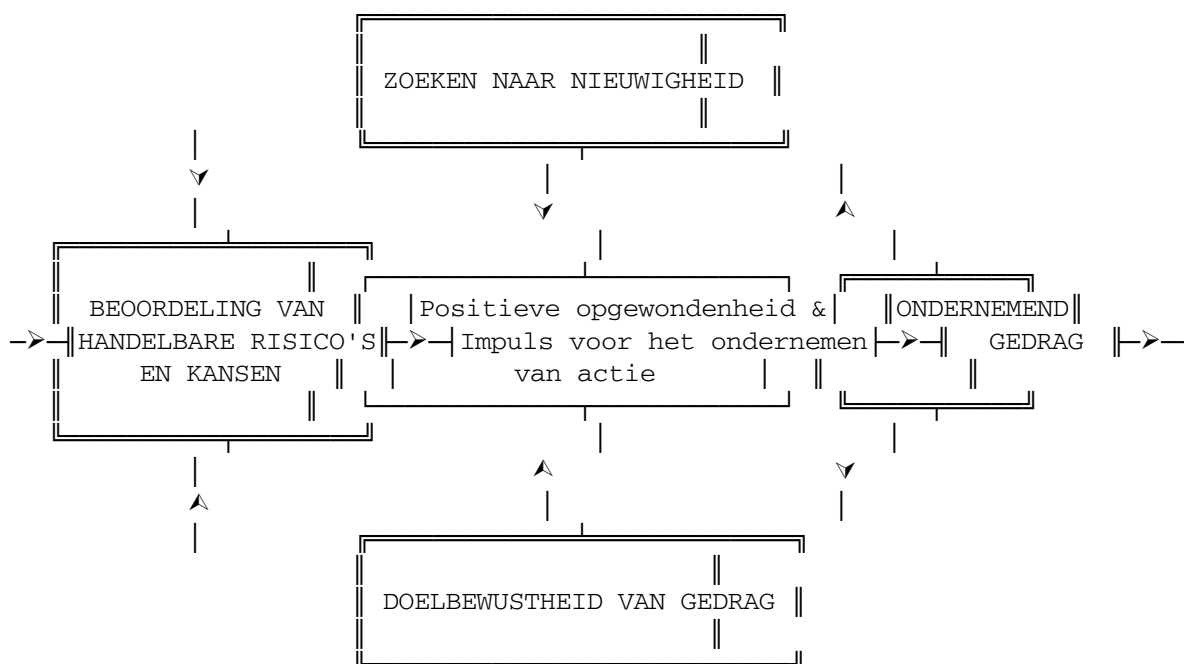 ZOEKEN NAAR NIEUWIGHEID
BEOORDELING VAN
HANDELBARE RISICO'S
EN KANSEN
Positieve opgewondenheid &
Impuls voor het ondernemen
van actie
ONDERNEMEND
GEDRAG
DOELBEWUSTHEID VAN GEDRAG